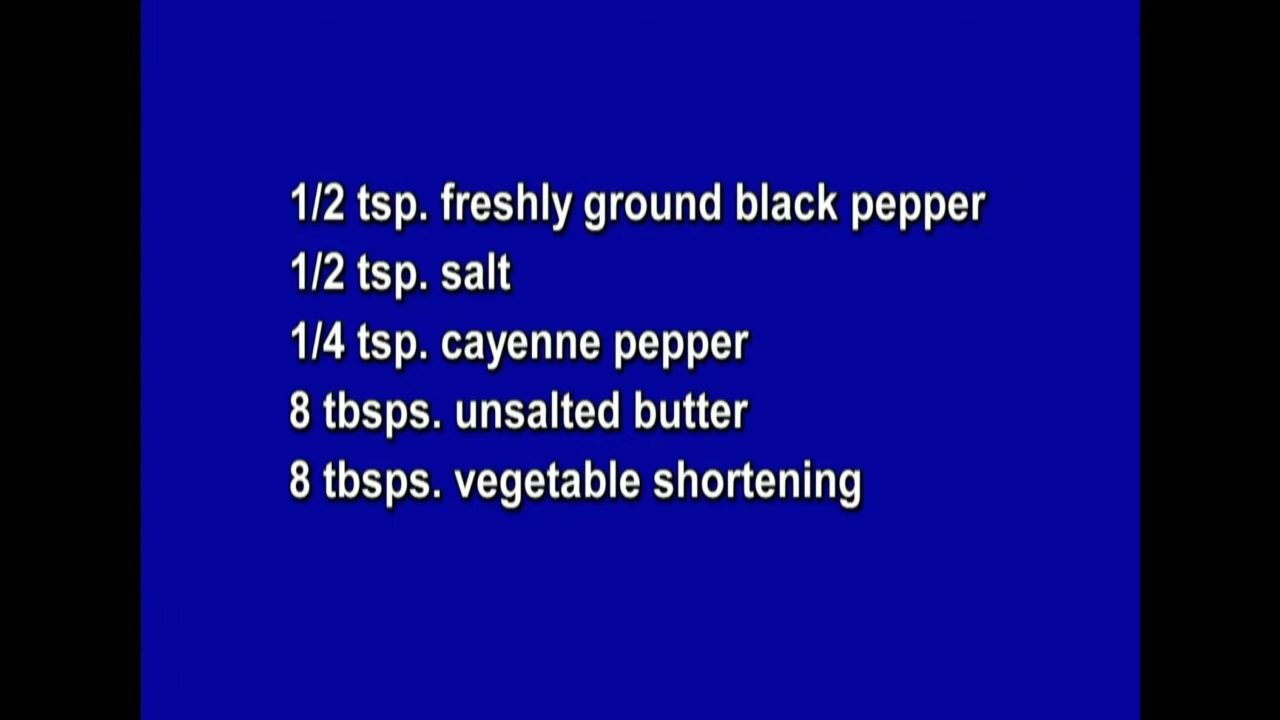 1/2 tsp. freshly ground black pepper
1/2 tsp. salt
1/4 tsp. cayenne pepper
8 tbsps. unsalted butter
8 tbsps. vegetable shortening